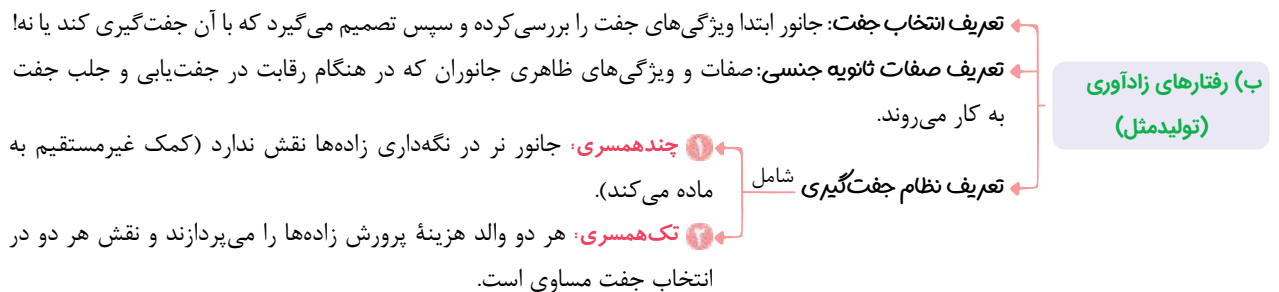 ب) رفتارهای زادآوری
(تولیدمثل)
تعریف انتخاب جفت: جانور ابتدا ویژگی‌های جفت را بررسی‌کرده و سپس تصمیم می‌گیرد که با آن جفت‌گیری کند یا نه!
تعریف صفات ثانویه جنسی: صفات و ویژگی‌های ظاهری جانوران که در هنگام رقابت در جفت‌یابی و جلب جفت
به کار می‌روند.
تعریف نظام جفت‌گیری
شامل
۱ چندهمسری: جانور نر در نگه‌داری زاده‌ها نقش ندارد (کمک غیرمستقیم به
ماده می‌کند).
۲ تک‌همسری: هر دو والد هزینهٔ پرورش زاده‌ها را می‌پردازند و نقش هر دو در
انتخاب جفت مساوی است.